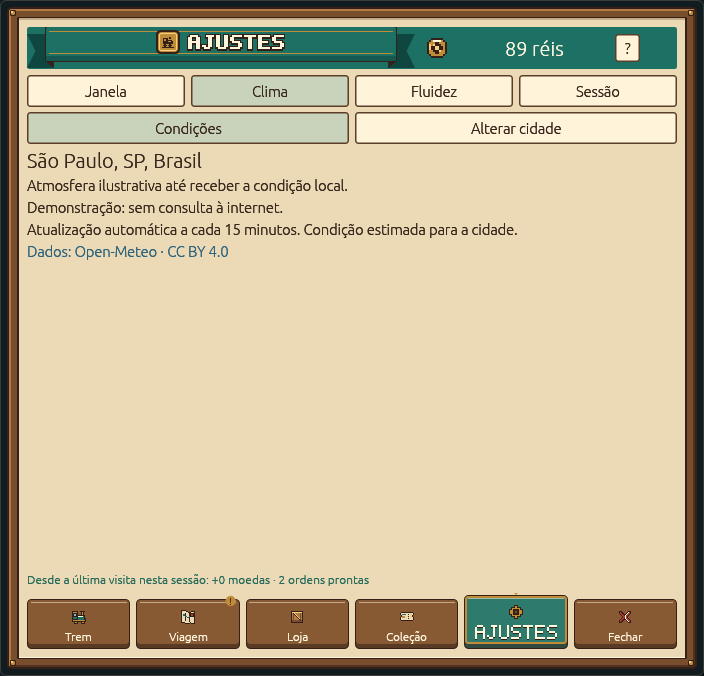 AJUSTES
89 réis
?
Janela
Clima
Fluidez
Sessão
Condições
Alterar cidade
São Paulo, SP, Brasil
Atmosfera ilustrativa até receber a condição local.
Demonstração: sem consulta à internet.
Atualização automática a cada 15 minutos. Condição estimada para a cidade.
Dados: Open-Meteo · CC BY 4.0
Desde a última visita nesta sessão: +0 moedas · 2 ordens prontas
!
Trem
Viagem
Loja
Coleção
AJUSTES
Fechar